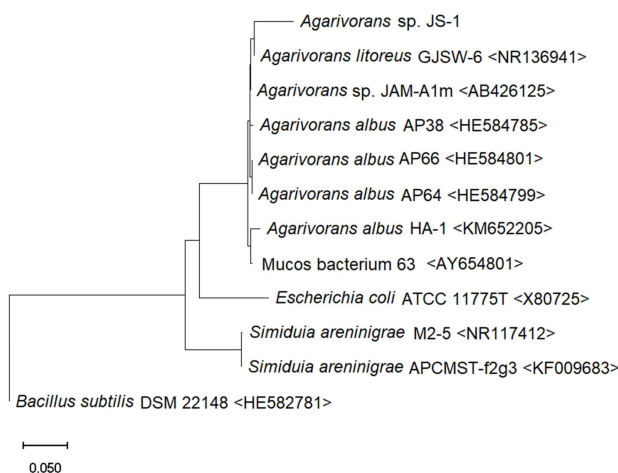 Agarivorans sp. JS-1
Agarivorans litoreus GJSW-6 <NR136941>
Agarivorans sp. JAM-A1m <AB426125>
Agarivorans albus AP38 <HE584785>
Agarivorans albus AP66 <HE584801>
Agarivorans albus AP64 <HE584799>
Agarivorans albus HA-1 <KM652205>
Mucos bacterium 63 <AY654801>
Escherichia coli ATCC 11775T <X80725>
Simiduia areninigrae M2-5 <NR117412>
Simiduia areninigrae APCMST-f2g3 <KF009683>
Bacillus subtilis DSM 22148 <HE582781>
0.050